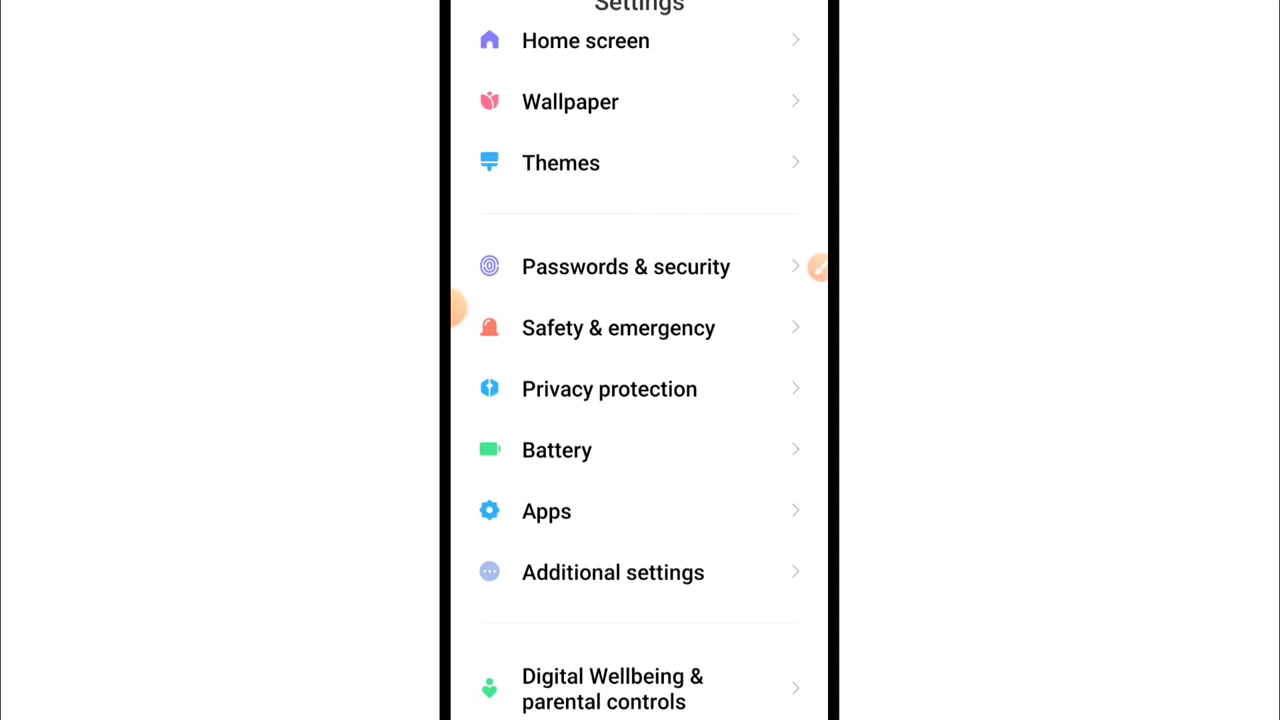 Settings
Home screen
Wallpaper
Themes
Passwords & security
Safety & emergency
Privacy protection
Battery
Apps
Additional settings
Digital Wellbeing &
parental controls